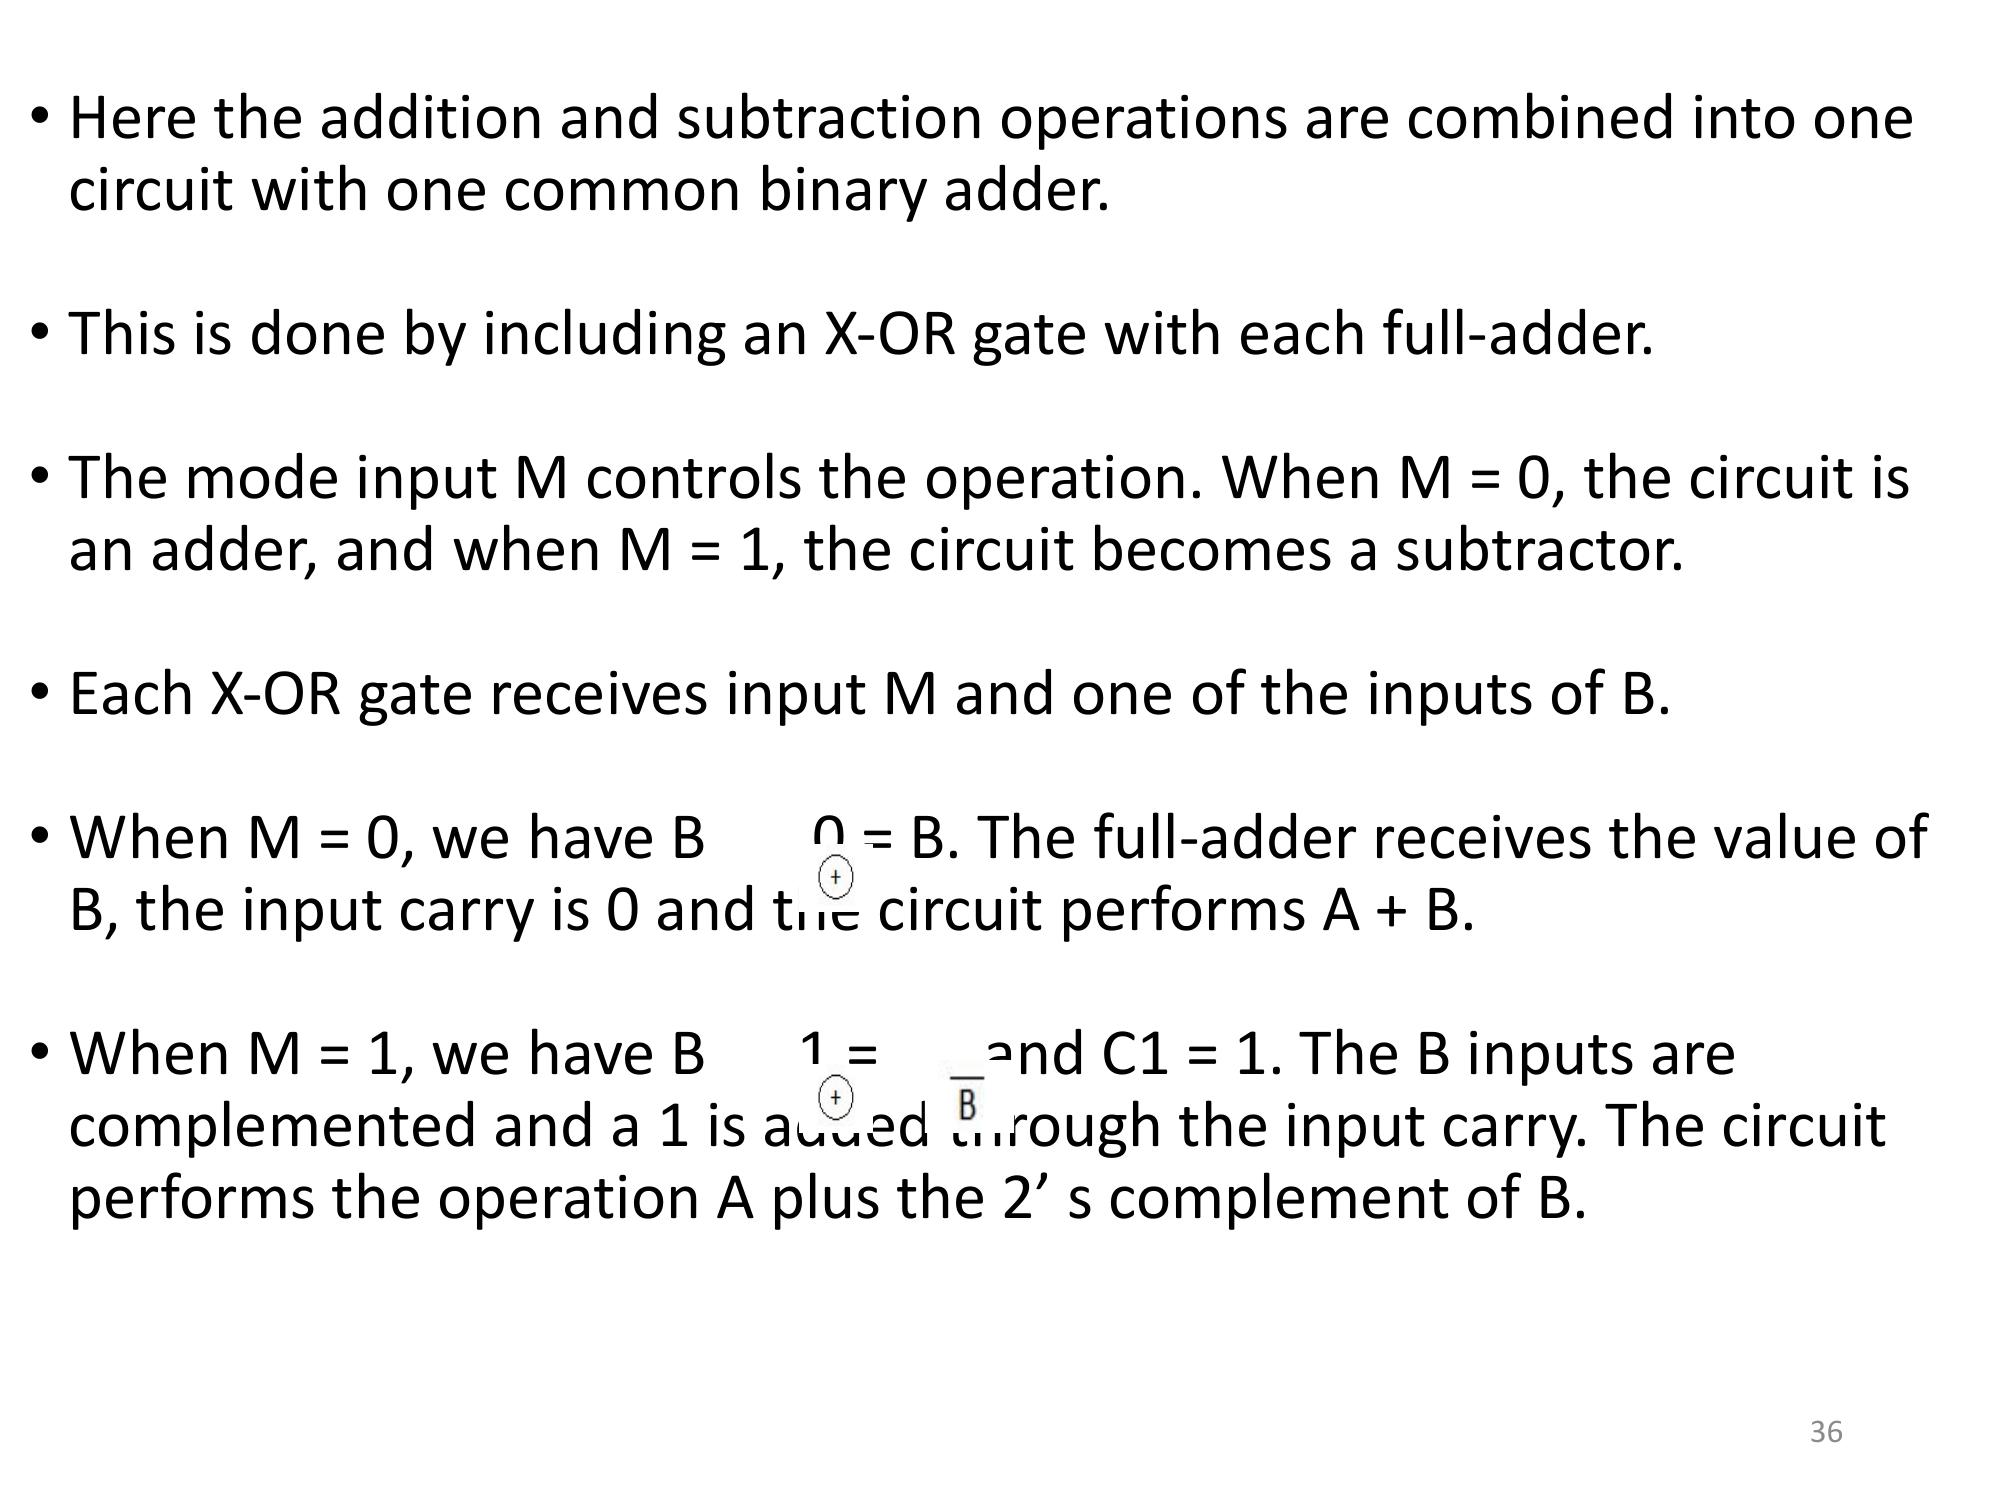 • Here the addition and subtraction operations are combined into one
circuit with one common binary adder.
• This is done by including an X-OR gate with each full-adder.
• The mode input M controls the operation. When M = 0, the circuit is
an adder, and when M = 1, the circuit becomes a subtractor.
• Each X-OR gate receives input M and one of the inputs of B.
• When M = 0, we have B ⊕ 0 = B. The full-adder receives the value of
B, the input carry is 0 and the circuit performs A + B.
• When M = 1, we have B ⊕ 1 = B̅ and C1 = 1. The B inputs are
complemented and a 1 is added through the input carry. The circuit
performs the operation A plus the 2’ s complement of B.
36